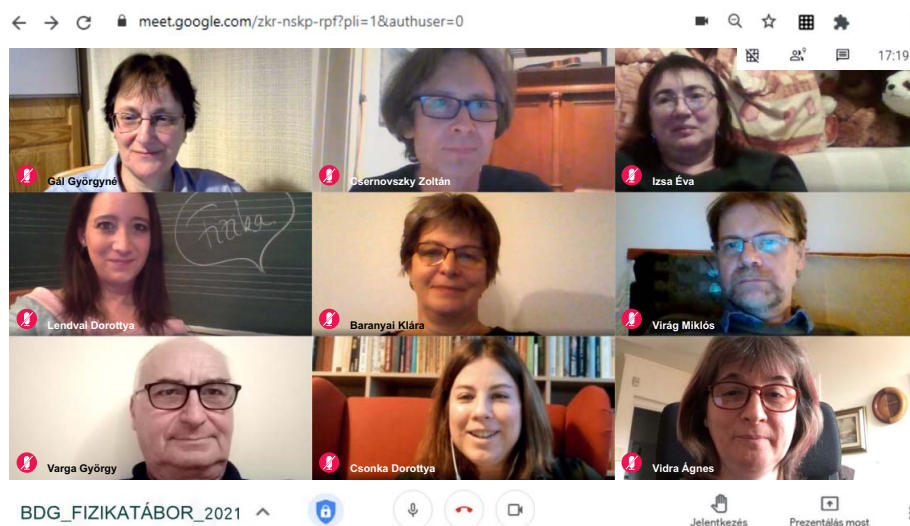 meet.google.com/zkr-nskp-rpf?pli=1&authuser=0
17:19
Gál Györgyné
Csernovszky Zoltán
Izsa Éva
Fizika
Lendvai Dorottya
Baranyai Klára
Virág Miklós
Varga György
Csonka Dorottya
Vidra Ágnes
BDG_FIZIKATÁBOR_2021
Jelentkezés
Prezentálás most